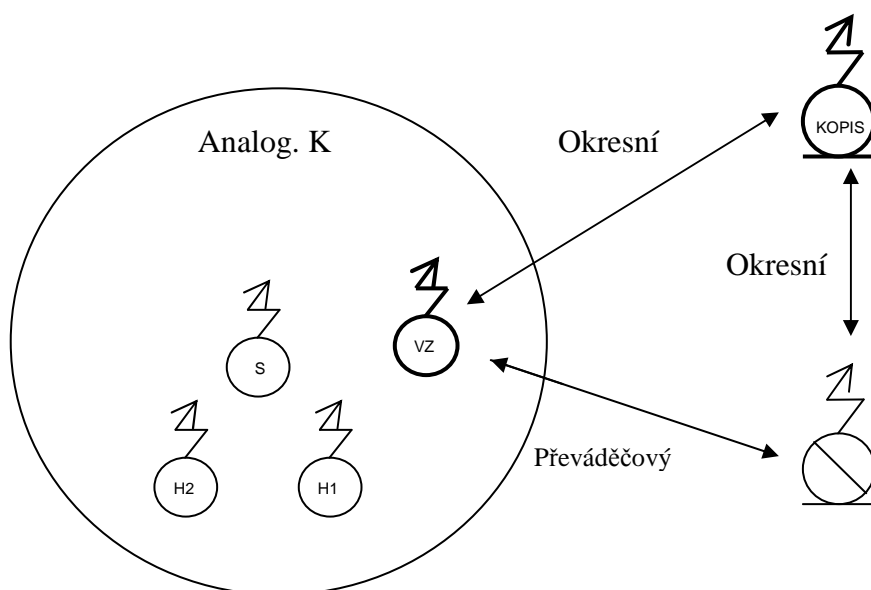 KOPIS
Analog. K
Okresní
Okresní
VZ
S
Převáděčový
H2
H1